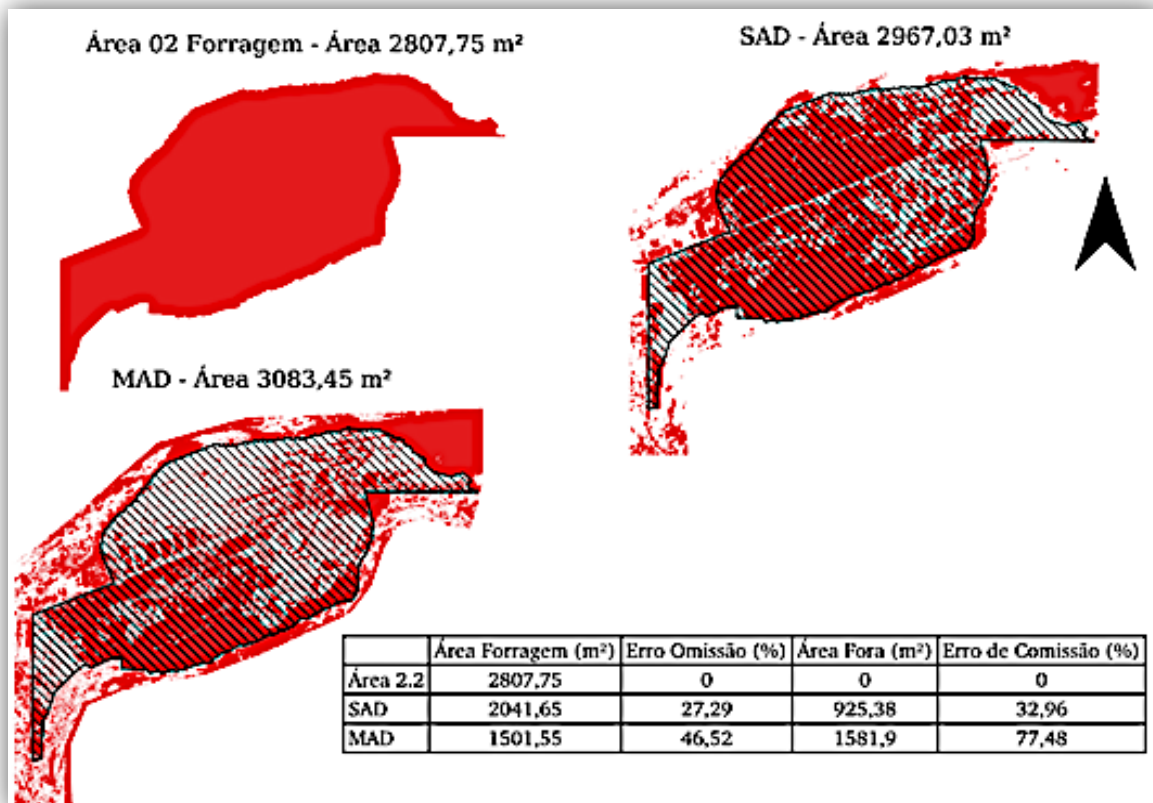 Área 02 Forragem - Área 2807,75 m²
SAD - Área 2967,03 m²
MAD - Área 3083,45 m²
Área Forragem (m²) Erro Omissão (%) Área Fora (m²) Erro de Comissão (%)
Área 2.2 2807,75 0 0 0
SAD 2041,65 27,29 925,38 32,96
MAD 1501,55 46,52 1581,9 77,48